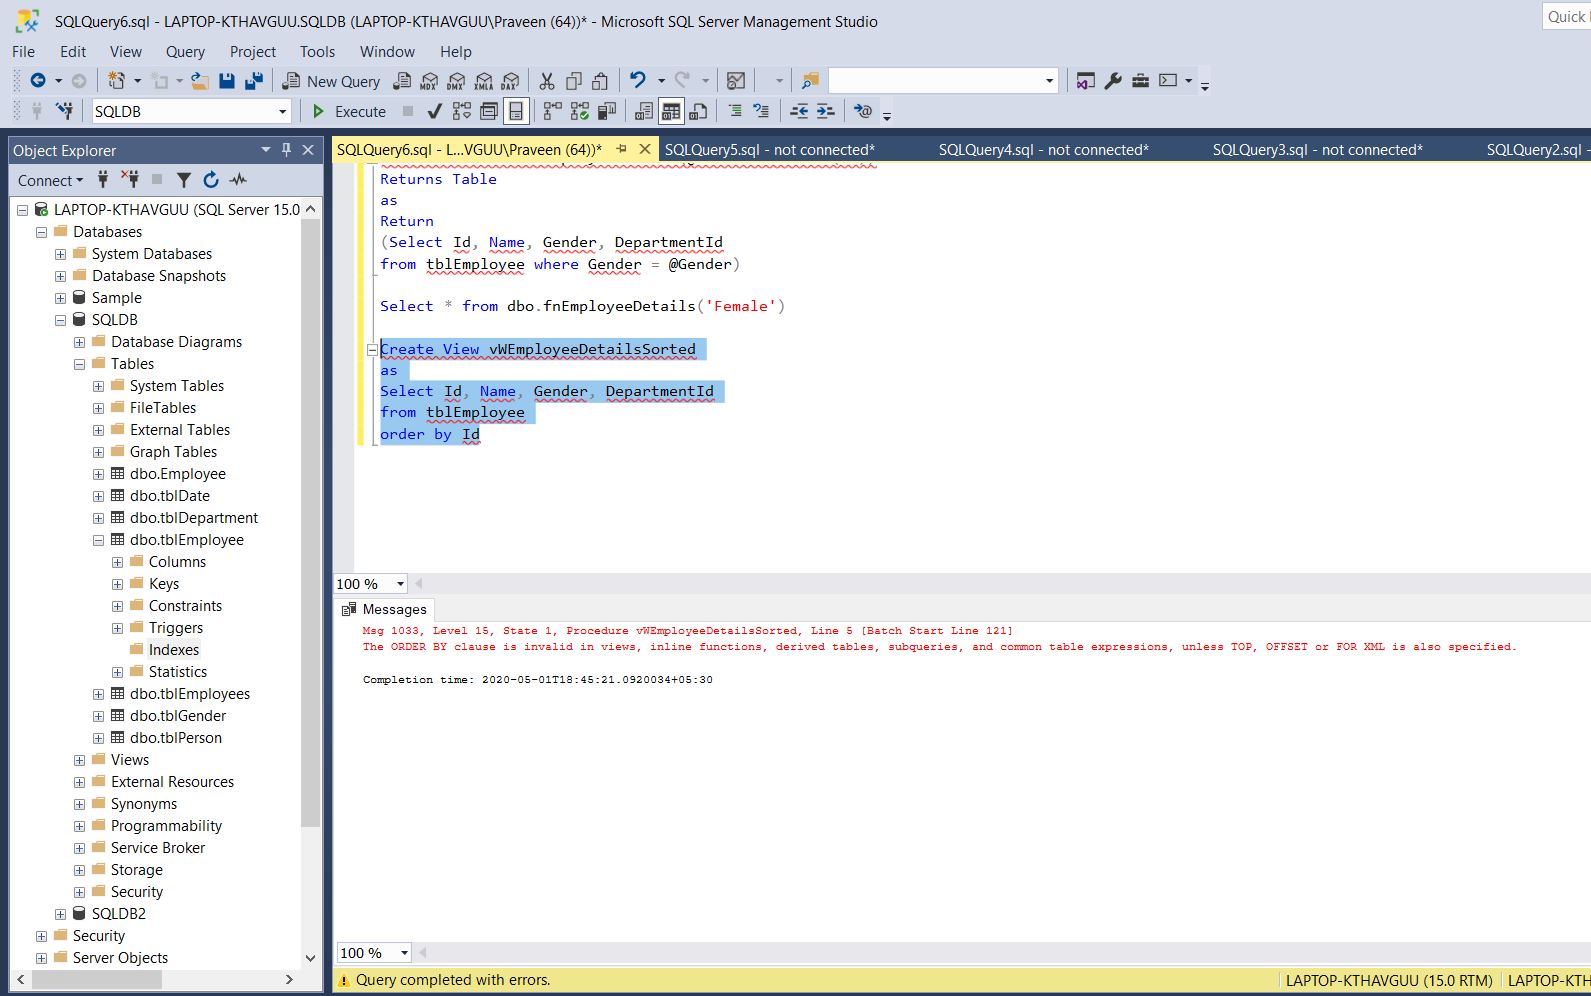 SQLQuery6.sql - LAPTOP-KTHAVGUU.SQLDB (LAPTOP-KTHAVGUU\Praveen (64))* - Microsoft SQL Server Management Studio
Quick
File Edit View Query Project Tools Window Help
New Query MDX DMX XMLA DAX
SQLDB Execute
Object Explorer
Connect
LAPTOP-KTHAVGUU (SQL Server 15.0
Databases
System Databases
Database Snapshots
Sample
SQLDB
Database Diagrams
Tables
System Tables
FileTables
External Tables
Graph Tables
dbo.Employee
dbo.tblDate
dbo.tblDepartment
dbo.tblEmployee
Columns
Keys
Constraints
Triggers
Indexes
Statistics
dbo.tblEmployees
dbo.tblGender
dbo.tblPerson
Views
External Resources
Synonyms
Programmability
Service Broker
Storage
Security
SQLDB2
Security
Server Objects
SQLQuery6.sql - L...VGUU\Praveen (64))* SQLQuery5.sql - not connected* SQLQuery4.sql - not connected* SQLQuery3.sql - not connected* SQLQuery2.sql -
Returns Table
as
Return
(Select Id, Name, Gender, DepartmentId
from tblEmployee where Gender = @Gender)
Select * from dbo.fnEmployeeDetails('Female')
Create View vWEmployeeDetailsSorted
as
Select Id, Name, Gender, DepartmentId
from tblEmployee
order by Id
100 %
Messages
Msg 1033, Level 15, State 1, Procedure vWEmployeeDetailsSorted, Line 5 [Batch Start Line 121]
The ORDER BY clause is invalid in views, inline functions, derived tables, subqueries, and common table expressions, unless TOP, OFFSET or FOR XML is also specified.
Completion time: 2020-05-01T18:45:21.0920034+05:30
100 %
Query completed with errors. LAPTOP-KTHAVGUU (15.0 RTM) LAPTOP-KTH